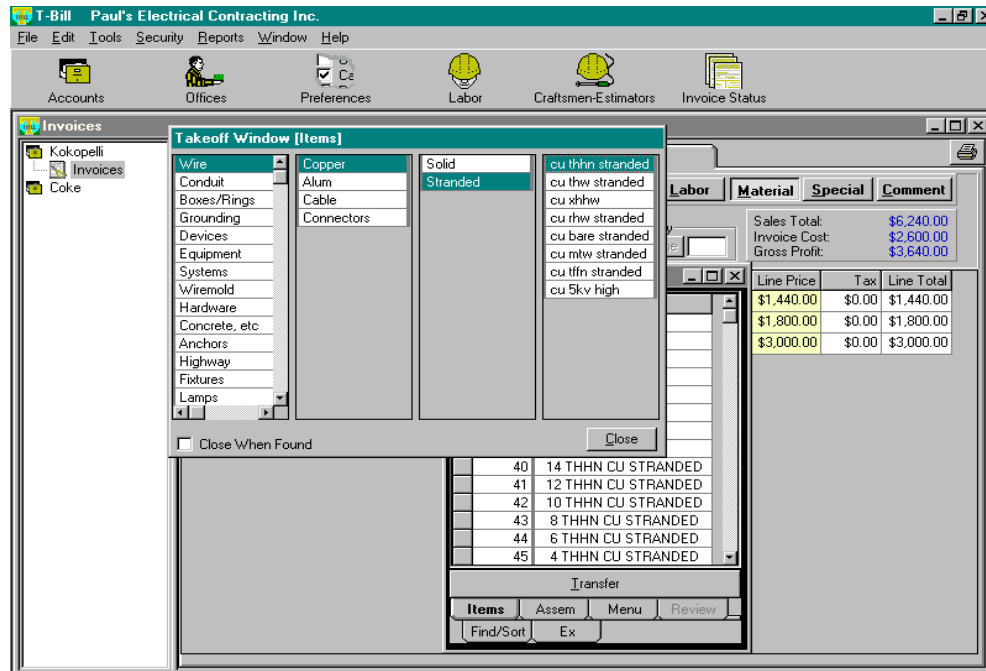 T-Bill Paul's Electrical Contracting Inc.
File Edit Tools Security Reports Window Help
Accounts Offices Preferences Labor Craftsmen-Estimators Invoice Status
Invoices
Kokopelli
Invoices
Coke
Takeoff Window [Items]
Wire
Conduit
Boxes/Rings
Grounding
Devices
Equipment
Systems
Wiremold
Hardware
Concrete, etc
Anchors
Highway
Fixtures
Lamps
Copper
Alum
Cable
Connectors
Solid
Stranded
cu thhn stranded
cu thw stranded
cu xhhw
cu rhw stranded
cu bare stranded
cu mtw stranded
cu tffn stranded
cu 5kv high
Close When Found
Close
Labor Material Special Comment
Sales Total: $6,240.00
Invoice Cost: $2,600.00
Gross Profit: $3,640.00
Line Price Tax Line Total
$1,440.00 $0.00 $1,440.00
$1,800.00 $0.00 $1,800.00
$3,000.00 $0.00 $3,000.00
40 14 THHN CU STRANDED
41 12 THHN CU STRANDED
42 10 THHN CU STRANDED
43 8 THHN CU STRANDED
44 6 THHN CU STRANDED
45 4 THHN CU STRANDED
Transfer
Items Assem Menu Review
Find/Sort Ex